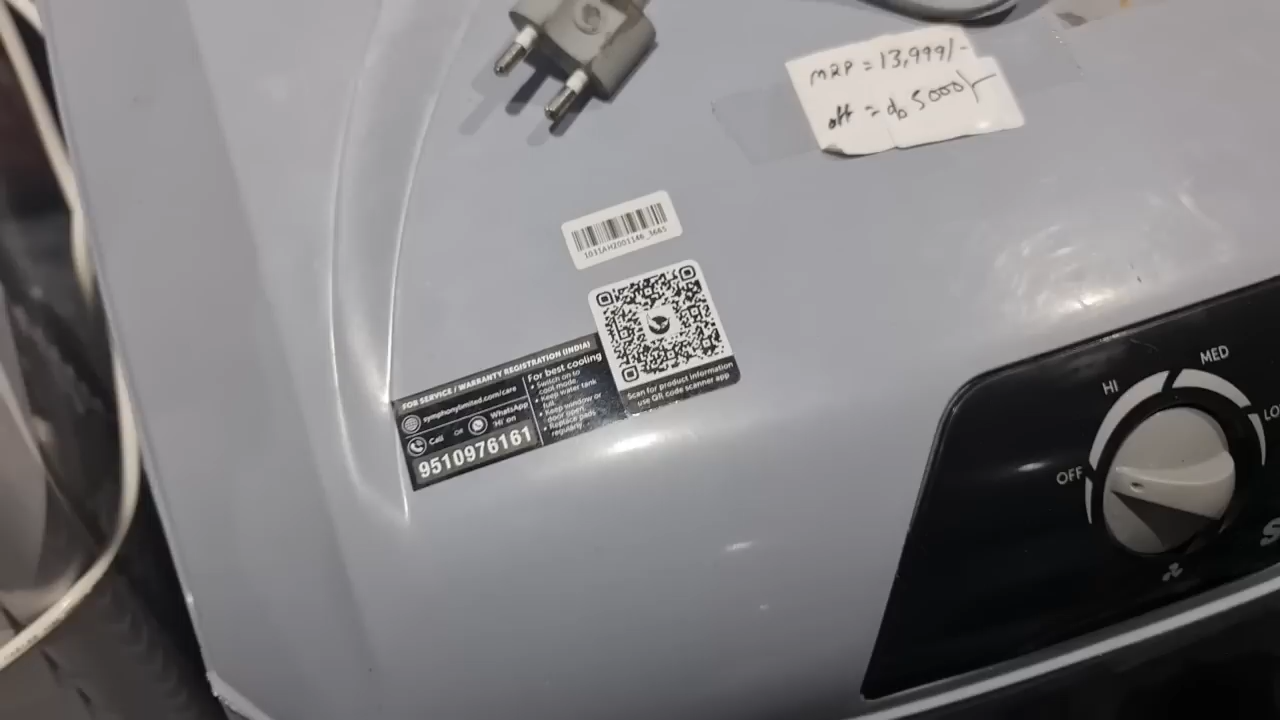 MRP = 13,999/-
off = do 5000/-
1031AH2001146_3665
FOR SERVICE / WARRANTY REGISTRATION (INDIA)
symphonylimited.com/care
Call OR WhatsApp 'Hi' on
9510976161
For best cooling
• Switch on to
cool mode.
• Keep water tank
full.
• Keep window or
door open.
• Replace pads
regularly.
Scan for product information
use QR code scanner app
OFF
HI
MED
LO
S